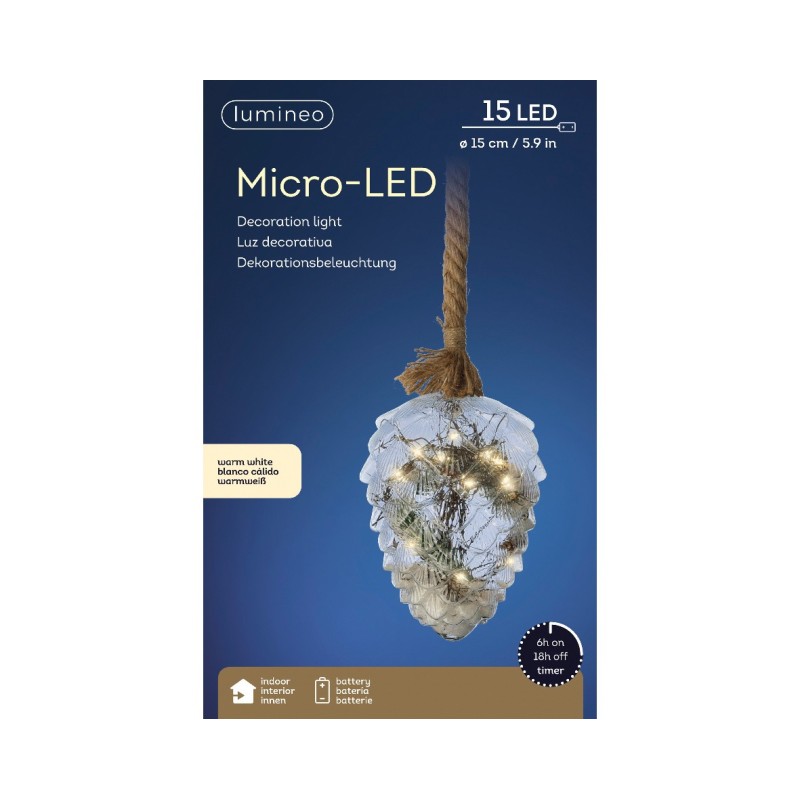 lumineo
15 LED
ø 15 cm / 5.9 in
Micro-LED
Decoration light
Luz decorativa
Dekorationsbeleuchtung
warm white
blanco cálido
warmweiß
6h on
18h off
timer
indoor
interior
innen
battery
batería
batterie